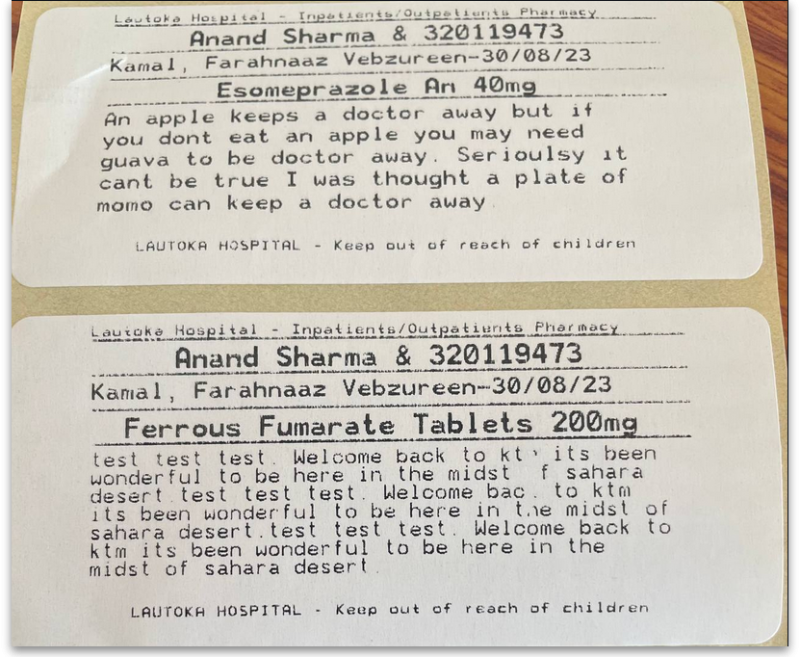 Lautoka Hospital - Inpatients/Outpatients Pharmacy
Anand Sharma & 320119473
Kamal, Farahnaaz Vebzureen-30/08/23
Esomeprazole An 40mg
An apple keeps a doctor away but if
you dont eat an apple you may need
guava to be doctor away. Serioulsy it
cant be true I was thought a plate of
momo can keep a doctor away
LAUTOKA HOSPITAL - Keep out of reach of children
Lautoka Hospital - Inpatients/Outpatients Pharmacy
Anand Sharma & 320119473
Kamal, Farahnaaz Vebzureen-30/08/23
Ferrous Fumarate Tablets 200mg
test test test. Welcome back to its been
wonderful to be here in the midst sahara
desert.test test test. Welcome to ktm
its been wonderful to be here in the midst of
sahara desert.test test test. Welcome back to
ktm its been wonderful to be here in the
midst of sahara desert.
LAUTOKA HOSPITAL - Keep out of reach of children